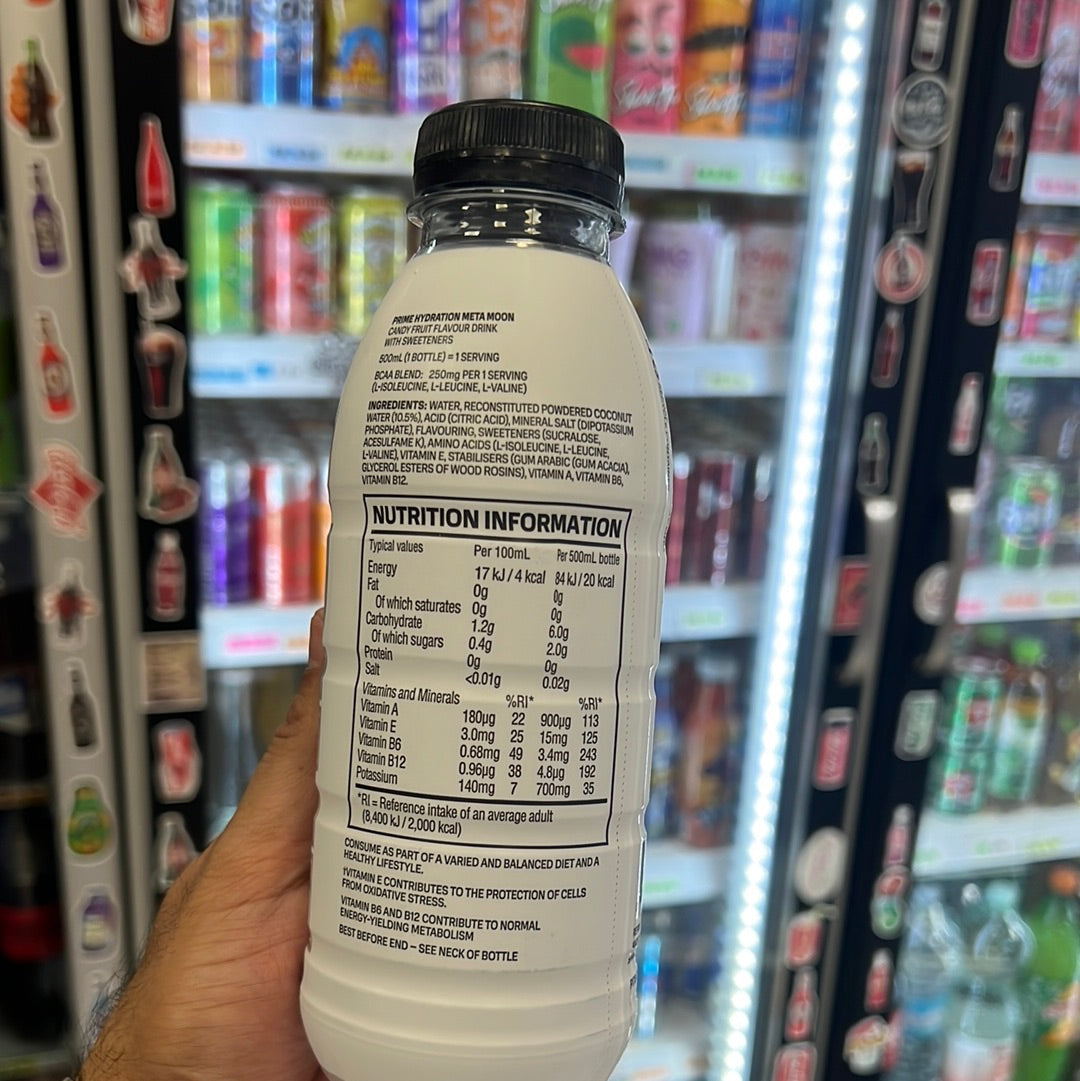 PRIME HYDRATION META MOON
CANDY FRUIT FLAVOUR DRINK
WITH SWEETENERS
500mL (1 BOTTLE) = 1 SERVING
BCAA BLEND: 250mg PER 1 SERVING
(L-ISOLEUCINE, L-LEUCINE, L-VALINE)
INGREDIENTS: WATER, RECONSTITUTED POWDERED COCONUT
WATER (10.5%), ACID (CITRIC ACID), MINERAL SALT (DIPOTASSIUM
PHOSPHATE), FLAVOURING, SWEETENERS (SUCRALOSE,
ACESULFAME K), AMINO ACIDS (L-ISOLEUCINE, L-LEUCINE,
L-VALINE), VITAMIN E, STABILISERS (GUM ARABIC (GUM ACACIA),
GLYCEROL ESTERS OF WOOD ROSINS), VITAMIN A, VITAMIN B6,
VITAMIN B12.
NUTRITION INFORMATION
Typical values Per 100mL Per 500mL bottle
Energy 17 kJ / 4 kcal 84 kJ / 20 kcal
Fat 0g 0g
Of which saturates 0g 0g
Carbohydrate 1.2g 6.0g
Of which sugars 0.4g 2.0g
Protein 0g 0g
Salt <0.01g 0.02g
Vitamins and Minerals %RI* %RI*
Vitamin A 180µg 22 900µg 113
Vitamin E 3.0mg 25 15mg 125
Vitamin B6 0.68mg 49 3.4mg 243
Vitamin B12 0.96µg 38 4.8µg 192
Potassium 140mg 7 700mg 35
*RI = Reference intake of an average adult
(8,400 kJ / 2,000 kcal)
CONSUME AS PART OF A VARIED AND BALANCED DIET AND A
HEALTHY LIFESTYLE.
†VITAMIN E CONTRIBUTES TO THE PROTECTION OF CELLS
FROM OXIDATIVE STRESS.
VITAMIN B6 AND B12 CONTRIBUTE TO NORMAL
ENERGY-YIELDING METABOLISM
BEST BEFORE END – SEE NECK OF BOTTLE